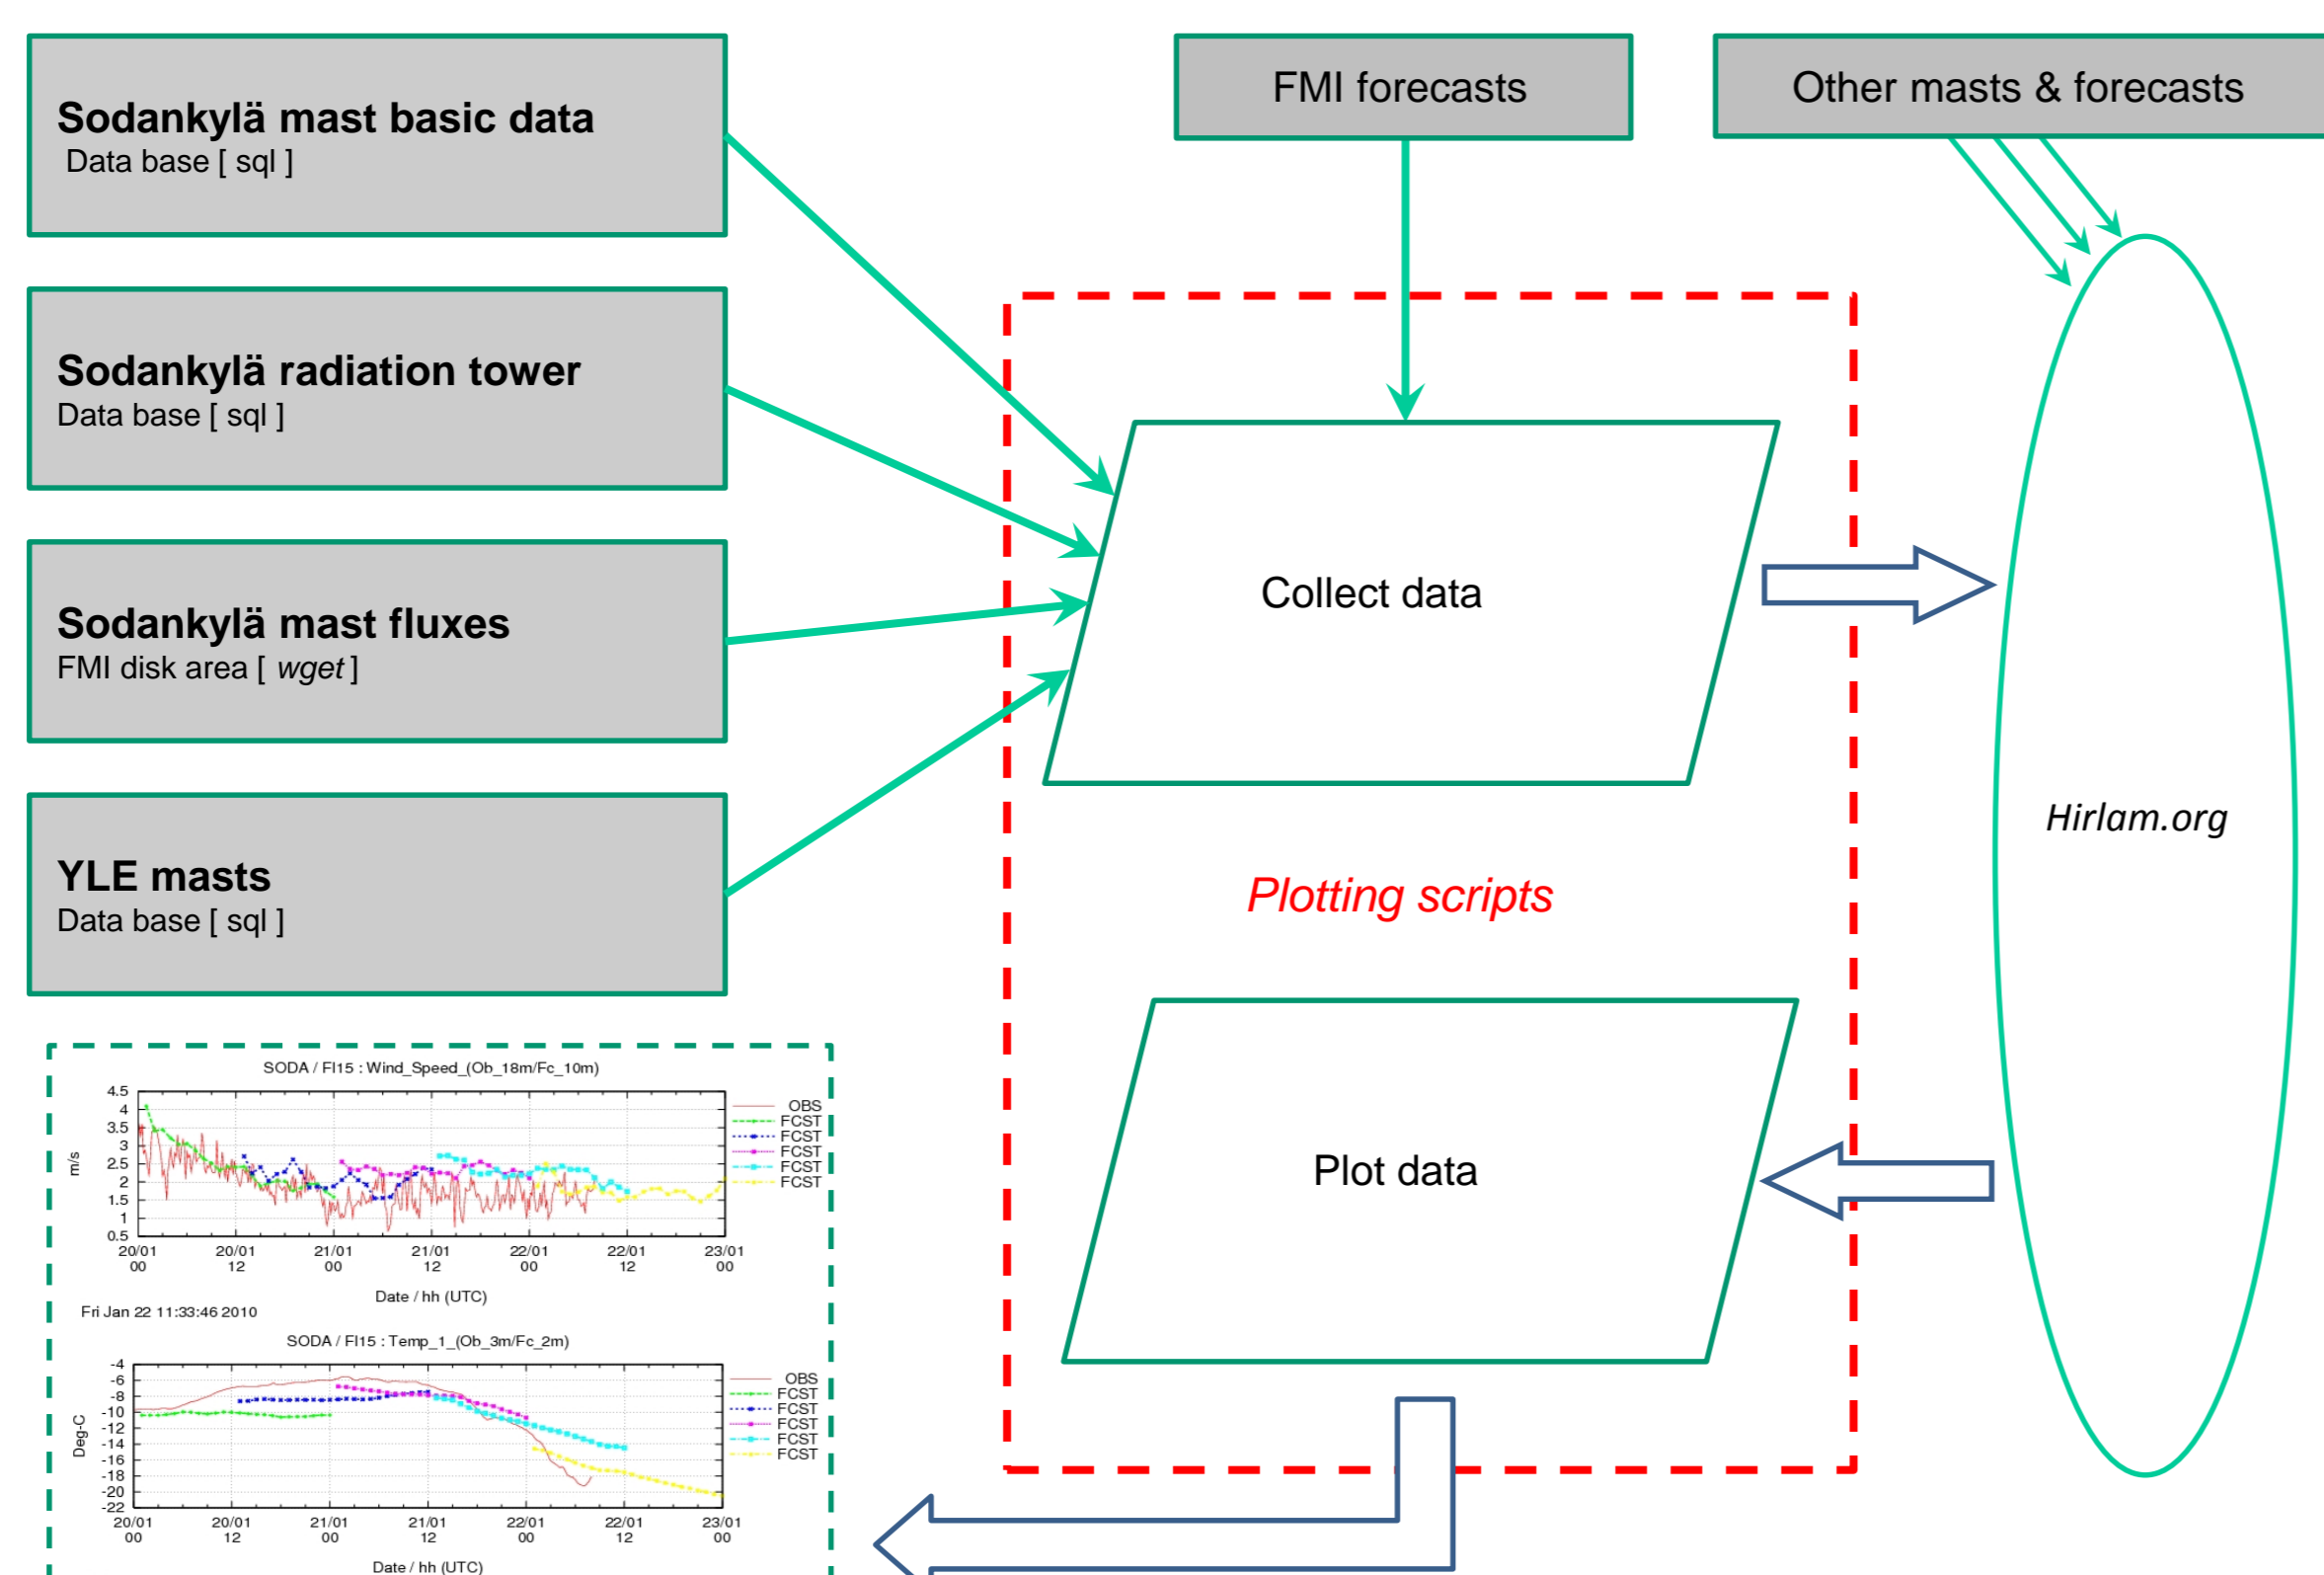 Sodankylä mast basic data
Data base [ sql ]
FMI forecasts
Other masts & forecasts
Sodankylä radiation tower
Data base [ sql ]
Sodankylä mast fluxes
FMI disk area [ wget ]
YLE masts
Data base [ sql ]
Collect data
Plotting scripts
Plot data
Hirlam.org
SODA / FI15 : Wind_Speed_(Ob_18m/Fc_10m)
4.5
4
3.5
3
2.5
2
1.5
1
0.5
m/s
OBS
FCST
FCST
FCST
FCST
FCST
20/01 20/01 21/01 21/01 22/01 22/01 23/01
00 12 00 12 00 12 00
Date / hh (UTC)
Fri Jan 22 11:33:46 2010
SODA / FI15 : Temp_1_(Ob_3m/Fc_2m)
-4
-6
-8
-10
-12
-14
-16
-18
-20
-22
Deg-C
OBS
FCST
FCST
FCST
FCST
FCST
20/01 20/01 21/01 21/01 22/01 22/01 23/01
00 12 00 12 00 12 00
Date / hh (UTC)